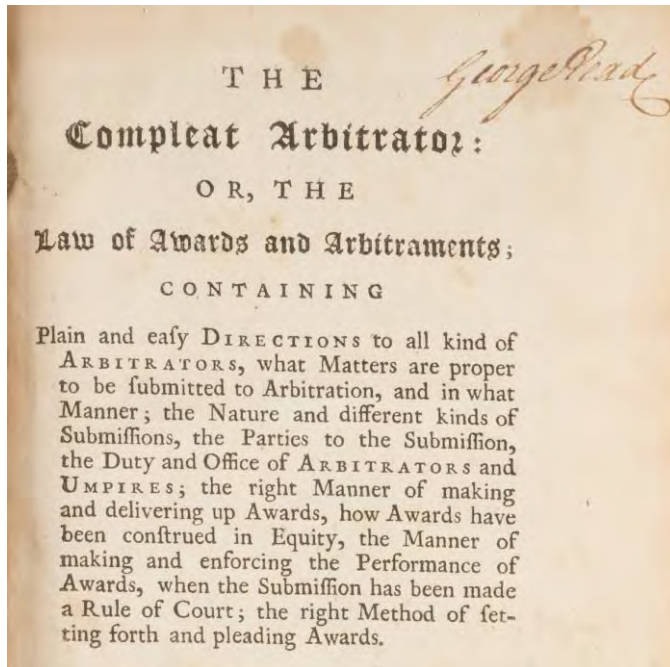 THE
George Read
Compleat Arbitrator:
OR, THE
Law of Awards and Arbitraments;
CONTAINING
Plain and eaſy DIRECTIONS to all kind of
ARBITRATORS, what Matters are proper
to be ſubmitted to Arbitration, and in what
Manner; the Nature and different kinds of
Submiſſions, the Parties to the Submiſſion,
the Duty and Office of ARBITRATORS and
UMPIRES; the right Manner of making
and delivering up Awards, how Awards have
been conſtrued in Equity, the Manner of
making and enforcing the Performance of
Awards, when the Submiſſion has been made
a Rule of Court; the right Method of ſet-
ting forth and pleading Awards.